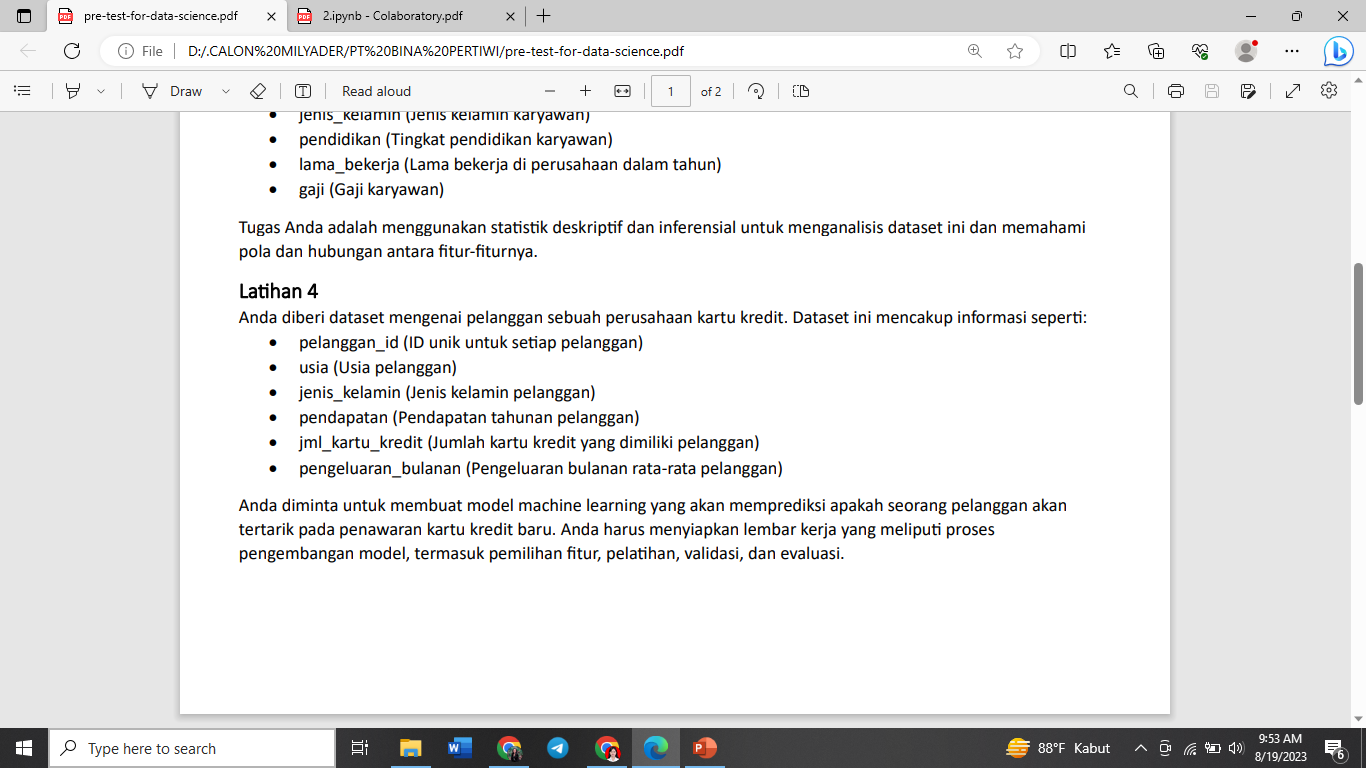 pre-test-for-data-science.pdf
2.ipynb - Colaboratory.pdf
File
D:/.CALON%20MILYADER/PT%20BINA%20PERTIWI/pre-test-for-data-science.pdf
Draw
Read aloud
1
of 2
• jenis_kelamin (Jenis kelamin karyawan)
• pendidikan (Tingkat pendidikan karyawan)
• lama_bekerja (Lama bekerja di perusahaan dalam tahun)
• gaji (Gaji karyawan)
Tugas Anda adalah menggunakan statistik deskriptif dan inferensial untuk menganalisis dataset ini dan memahami
pola dan hubungan antara fitur-fiturnya.
Latihan 4
Anda diberi dataset mengenai pelanggan sebuah perusahaan kartu kredit. Dataset ini mencakup informasi seperti:
• pelanggan_id (ID unik untuk setiap pelanggan)
• usia (Usia pelanggan)
• jenis_kelamin (Jenis kelamin pelanggan)
• pendapatan (Pendapatan tahunan pelanggan)
• jml_kartu_kredit (Jumlah kartu kredit yang dimiliki pelanggan)
• pengeluaran_bulanan (Pengeluaran bulanan rata-rata pelanggan)
Anda diminta untuk membuat model machine learning yang akan memprediksi apakah seorang pelanggan akan
tertarik pada penawaran kartu kredit baru. Anda harus menyiapkan lembar kerja yang meliputi proses
pengembangan model, termasuk pemilihan fitur, pelatihan, validasi, dan evaluasi.
Type here to search
88°F Kabut
9:53 AM
8/19/2023
6